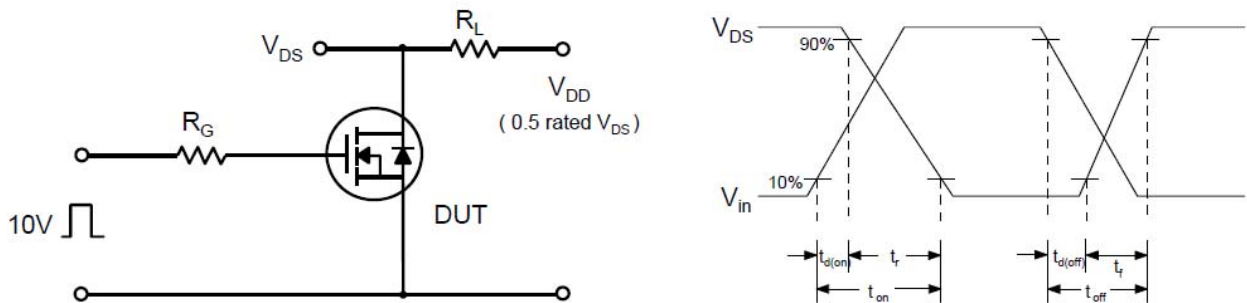 V_DS
R_L
V_DD
( 0.5 rated V_DS )
R_G
10V
DUT
V_DS
90%
10%
V_in
t_d(on)
t_r
t_on
t_d(off)
t_f
t_off